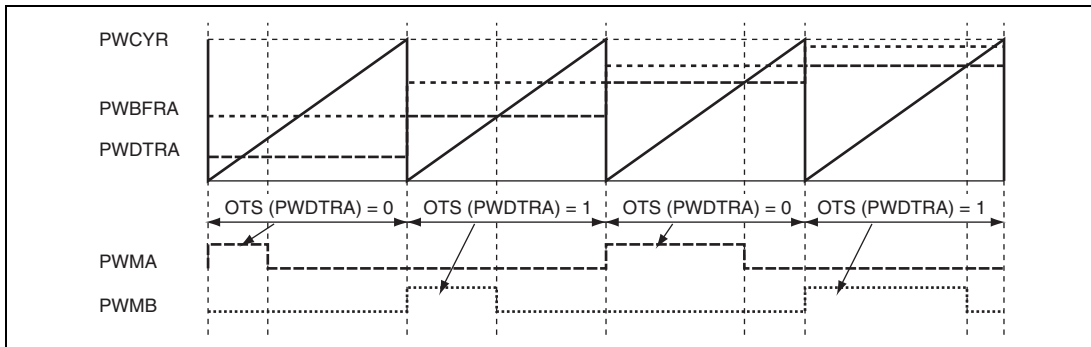 PWCYR
PWBFRA
PWDTRA
OTS (PWDTRA) = 0 OTS (PWDTRA) = 1 OTS (PWDTRA) = 0 OTS (PWDTRA) = 1
PWMA
PWMB